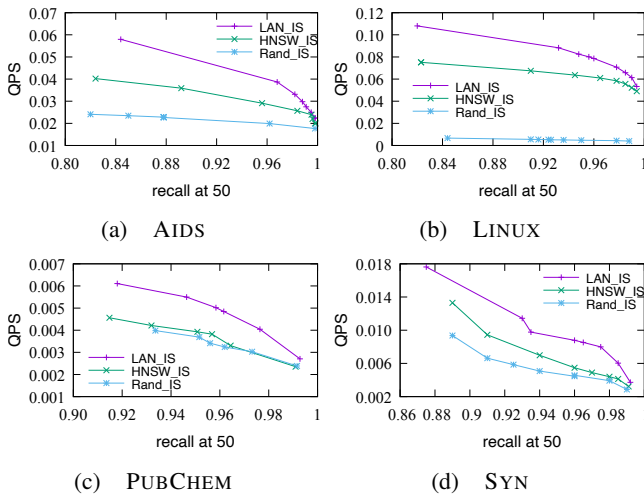 QPS
0.07
0.06
0.05
0.04
0.03
0.02
0.01
LAN_IS
HNSW_IS
Rand_IS
0.80 0.84 0.88 0.92 0.96 1
recall at 50
(a) AIDS
QPS
0.12
0.10
0.08
0.06
0.04
0.02
0.00
LAN_IS
HNSW_IS
Rand_IS
0.80 0.84 0.88 0.92 0.96 1
recall at 50
(b) LINUX
QPS
0.007
0.006
0.005
0.004
0.003
0.002
0.001
LAN_IS
HNSW_IS
Rand_IS
0.90 0.92 0.94 0.96 0.98 1
recall at 50
(c) PUBCHEM
QPS
0.018
0.014
0.010
0.006
0.002
LAN_IS
HNSW_IS
Rand_IS
0.86 0.88 0.9 0.92 0.94 0.96 0.98
recall at 50
(d) SYN